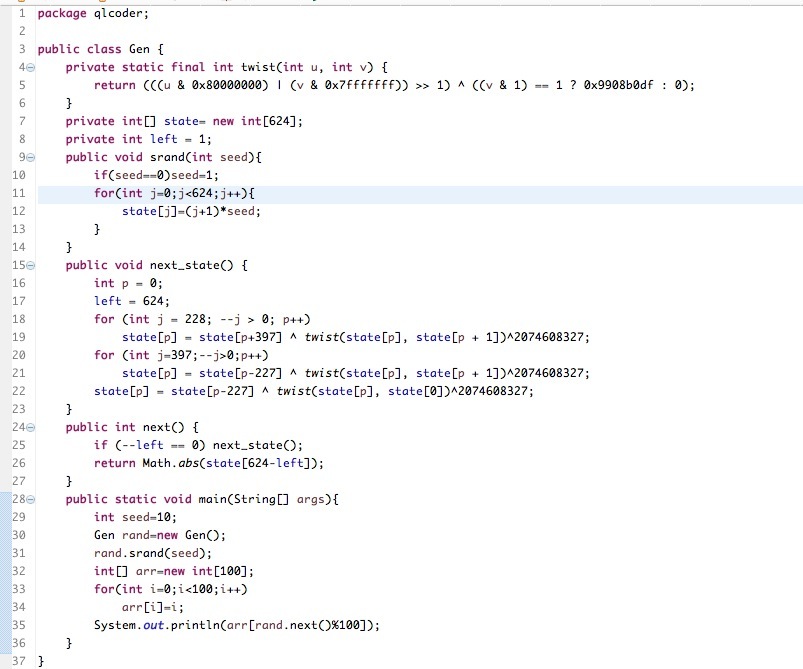 1 package qlcoder;
2
3 public class Gen {
4 private static final int twist(int u, int v) {
5 return (((u & 0x80000000) | (v & 0x7fffffff)) >> 1) ^ ((v & 1) == 1 ? 0x9908b0df : 0);
6 }
7 private int[] state= new int[624];
8 private int left = 1;
9 public void srand(int seed){
10 if(seed==0)seed=1;
11 for(int j=0;j<624;j++){
12 state[j]=(j+1)*seed;
13 }
14 }
15 public void next_state() {
16 int p = 0;
17 left = 624;
18 for (int j = 228; --j > 0; p++)
19 state[p] = state[p+397] ^ twist(state[p], state[p + 1])^2074608327;
20 for (int j=397;--j>0;p++)
21 state[p] = state[p-227] ^ twist(state[p], state[p + 1])^2074608327;
22 state[p] = state[p-227] ^ twist(state[p], state[0])^2074608327;
23 }
24 public int next() {
25 if (--left == 0) next_state();
26 return Math.abs(state[624-left]);
27 }
28 public static void main(String[] args){
29 int seed=10;
30 Gen rand=new Gen();
31 rand.srand(seed);
32 int[] arr=new int[100];
33 for(int i=0;i<100;i++)
34 arr[i]=i;
35 System.out.println(arr[rand.next()%100]);
36 }
37 }